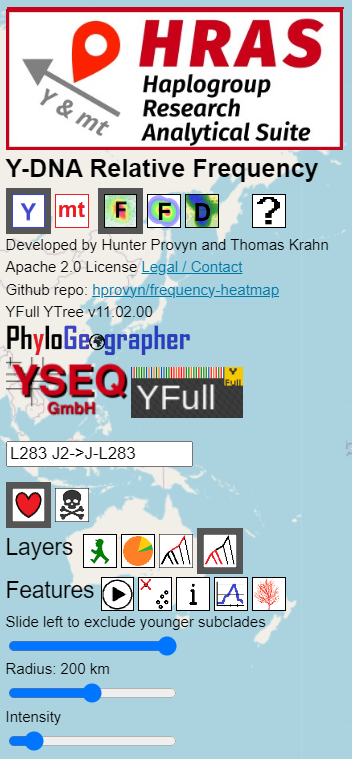 HRAS
Y & mt
Haplogroup
Research
Analytical Suite
Y-DNA Relative Frequency
Y mt F F D ?
Developed by Hunter Provyn and Thomas Krahn
Apache 2.0 License Legal / Contact
Github repo: hprovyn/frequency-heatmap
YFull YTree v11.02.00
PhyloGeographer
YSEQ
GmbH
Y
Full
YFull
L283 J2->J-L283
Layers
Features i
Slide left to exclude younger subclades
Radius: 200 km
Intensity